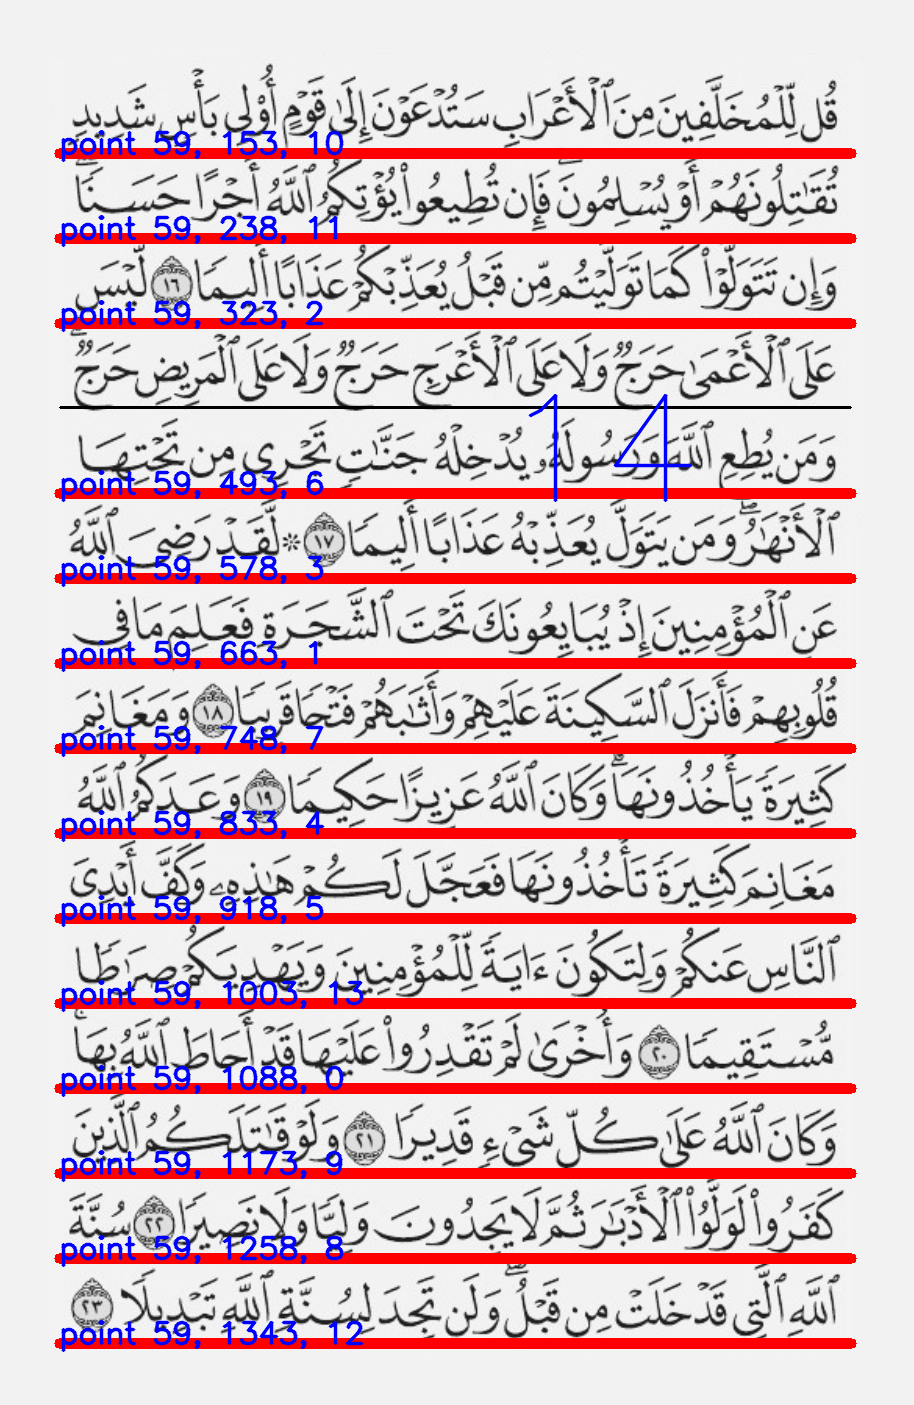 قُل لِّلْمُخَلَّفِينَ مِنَ ٱلْأَعْرَابِ سَتُدْعَوْنَ إِلَىٰ قَوْمٍ أُو۟لِى بَأْسٍ شَدِيدٍ
point 59, 153, 10
تُقَـٰتِلُونَهُمْ أَوْ يُسْلِمُونَ ۖ فَإِن تُطِيعُوا۟ يُؤْتِكُمُ ٱللَّهُ أَجْرًا حَسَنًا ۖ
point 59, 238, 11
وَإِن تَتَوَلَّوْا۟ كَمَا تَوَلَّيْتُم مِّن قَبْلُ يُعَذِّبْكُمْ عَذَابًا أَلِيمًا ١٦ لَّيْسَ
point 59, 323, 2
عَلَى ٱلْأَعْمَىٰ حَرَجٌ وَلَا عَلَى ٱلْأَعْرَجِ حَرَجٌ وَلَا عَلَى ٱلْمَرِيضِ حَرَجٌ ۗ
14
وَمَن يُطِعِ ٱللَّهَ وَرَسُولَهُۥ يُدْخِلْهُ جَنَّـٰتٍ تَجْرِى مِن تَحْتِهَا
point 59, 493, 6
ٱلْأَنْهَـٰرُ ۖ وَمَن يَتَوَلَّ يُعَذِّبْهُ عَذَابًا أَلِيمًا ١٧ ۞ لَّقَدْ رَضِىَ ٱللَّهُ
point 59, 578, 3
عَنِ ٱلْمُؤْمِنِينَ إِذْ يُبَايِعُونَكَ تَحْتَ ٱلشَّجَرَةِ فَعَلِمَ مَا فِى
point 59, 663, 1
قُلُوبِهِمْ فَأَنزَلَ ٱلسَّكِينَةَ عَلَيْهِمْ وَأَثَـٰبَهُمْ فَتْحًا قَرِيبًا ١٨ وَمَغَانِمَ
point 59, 748, 7
كَثِيرَةً يَأْخُذُونَهَا ۗ وَكَانَ ٱللَّهُ عَزِيزًا حَكِيمًا ١٩ وَعَدَكُمُ ٱللَّهُ
point 59, 833, 4
مَغَانِمَ كَثِيرَةً تَأْخُذُونَهَا فَعَجَّلَ لَكُمْ هَـٰذِهِۦ وَكَفَّ أَيْدِىَ
point 59, 918, 5
ٱلنَّاسِ عَنكُمْ وَلِتَكُونَ ءَايَةً لِّلْمُؤْمِنِينَ وَيَهْدِيَكُمْ صِرَٰطًا
point 59, 1003, 13
مُّسْتَقِيمًا ٢٠ وَأُخْرَىٰ لَمْ تَقْدِرُوا۟ عَلَيْهَا قَدْ أَحَاطَ ٱللَّهُ بِهَا ۚ
point 59, 1088, 0
وَكَانَ ٱللَّهُ عَلَىٰ كُلِّ شَىْءٍ قَدِيرًا ٢١ وَلَوْ قَـٰتَلَكُمُ ٱلَّذِينَ
point 59, 1173, 9
كَفَرُوا۟ لَوَلَّوُا۟ ٱلْأَدْبَـٰرَ ثُمَّ لَا يَجِدُونَ وَلِيًّا وَلَا نَصِيرًا ٢٢ سُنَّةَ
point 59, 1258, 8
ٱللَّهِ ٱلَّتِى قَدْ خَلَتْ مِن قَبْلُ ۖ وَلَن تَجِدَ لِسُنَّةِ ٱللَّهِ تَبْدِيلًا ٢٣
point 59, 1343, 12